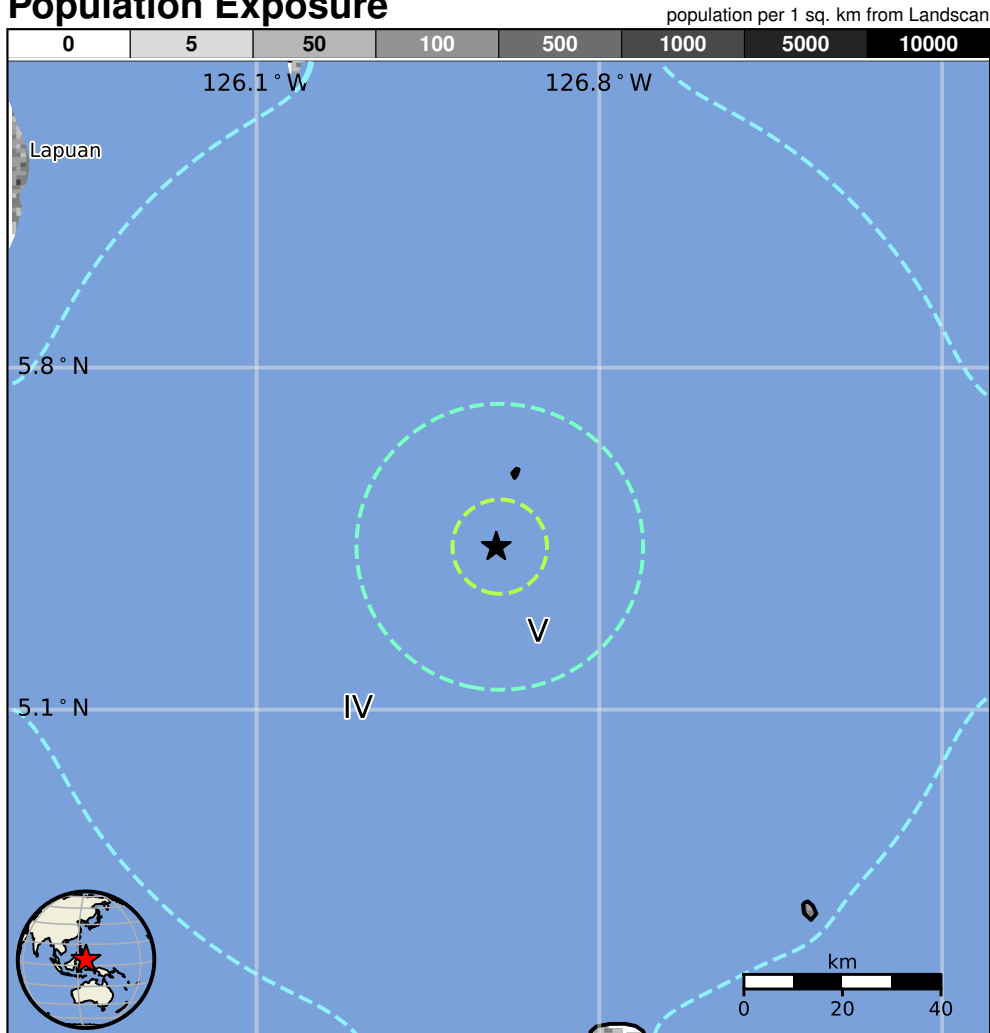 Population Exposure
population per 1 sq. km from Landscan
0 5 50 100 500 1000 5000 10000
126.1°W 126.8°W
Lapuan
5.8°N
V
IV
5.1°N
km
0 20 40